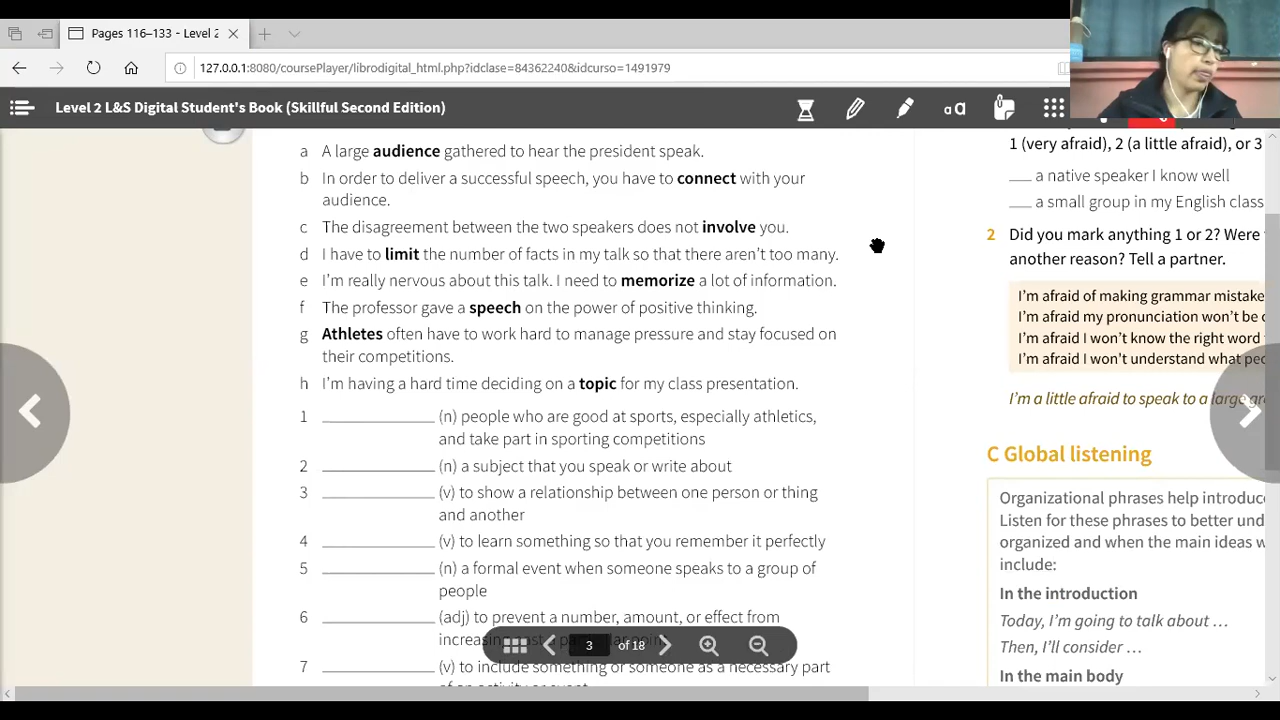 Pages 116–133 - Level 2
127.0.0.1:8080/coursePlayer/librodigital_html.php?idclase=84362240&idcurso=1491979
Level 2 L&S Digital Student's Book (Skillful Second Edition)
aa
a A large audience gathered to hear the president speak.
b In order to deliver a successful speech, you have to connect with your
audience.
c The disagreement between the two speakers does not involve you.
d I have to limit the number of facts in my talk so that there aren't too many.
e I'm really nervous about this talk. I need to memorize a lot of information.
f The professor gave a speech on the power of positive thinking.
g Athletes often have to work hard to manage pressure and stay focused on
their competitions.
h I'm having a hard time deciding on a topic for my class presentation.
1 ____________ (n) people who are good at sports, especially athletics,
and take part in sporting competitions
2 ____________ (n) a subject that you speak or write about
3 ____________ (v) to show a relationship between one person or thing
and another
4 ____________ (v) to learn something so that you remember it perfectly
5 ____________ (n) a formal event when someone speaks to a group of
people
6 ____________ (adj) to prevent a number, amount, or effect from
7 ____________ (v) to include something or someone as a necessary part
3 of 18
1 (very afraid), 2 (a little afraid), or 3
___ a native speaker I know well
___ a small group in my English class
2 Did you mark anything 1 or 2? Were
another reason? Tell a partner.
I'm afraid of making grammar mistake
I'm afraid my pronunciation won't be
I'm afraid I won't know the right word
I'm afraid I won't understand what
I'm a little afraid to speak to a large
C Global listening
Organizational phrases help introduc
Listen for these phrases to better und
organized and when the main ideas w
include:
In the introduction
Today, I'm going to talk about …
Then, I'll consider …
In the main body